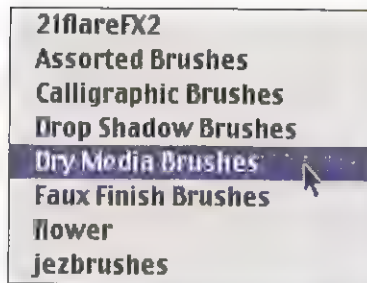 21flareFX2
Assorted Brushes
Calligraphic Brushes
Drop Shadow Brushes
Dry Media Brushes
Faux Finish Brushes
flower
jezbrushes